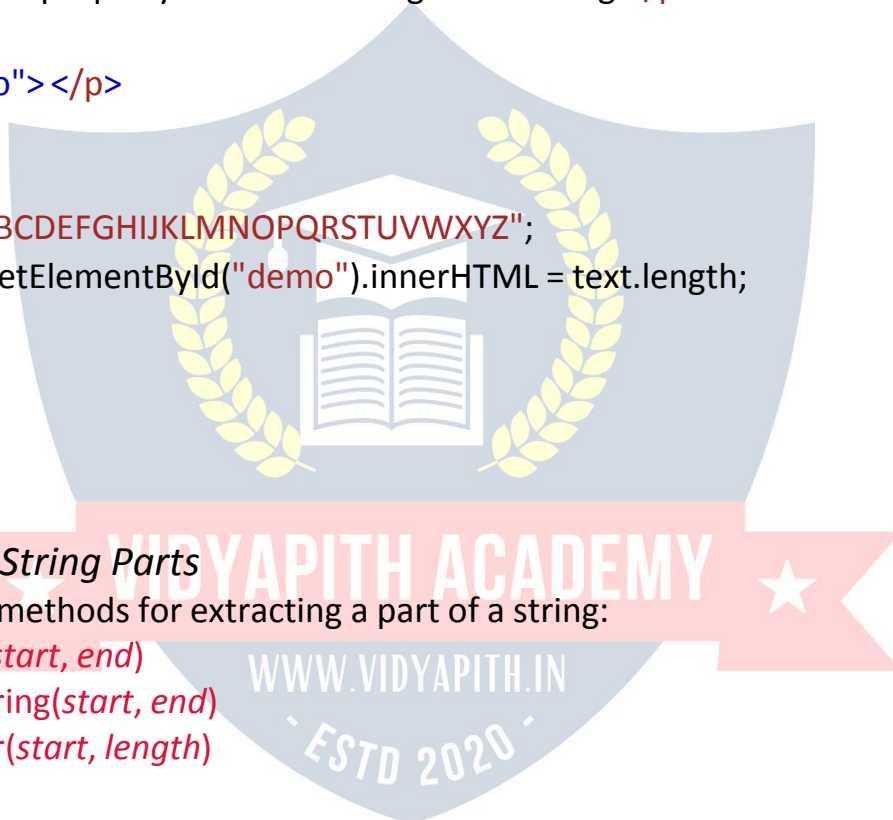 o"> </p>
BCDEFGHIJKLMNOPQRSTUVWXYZ";
etElementById("demo").innerHTML = text.length;
VIDYAPITH ACADEMY
String Parts
methods for extracting a part of a string:
start, end)
WWW.VIDYAPITH.IN
ring(start, end)
r(start, length)
ESTD 2020